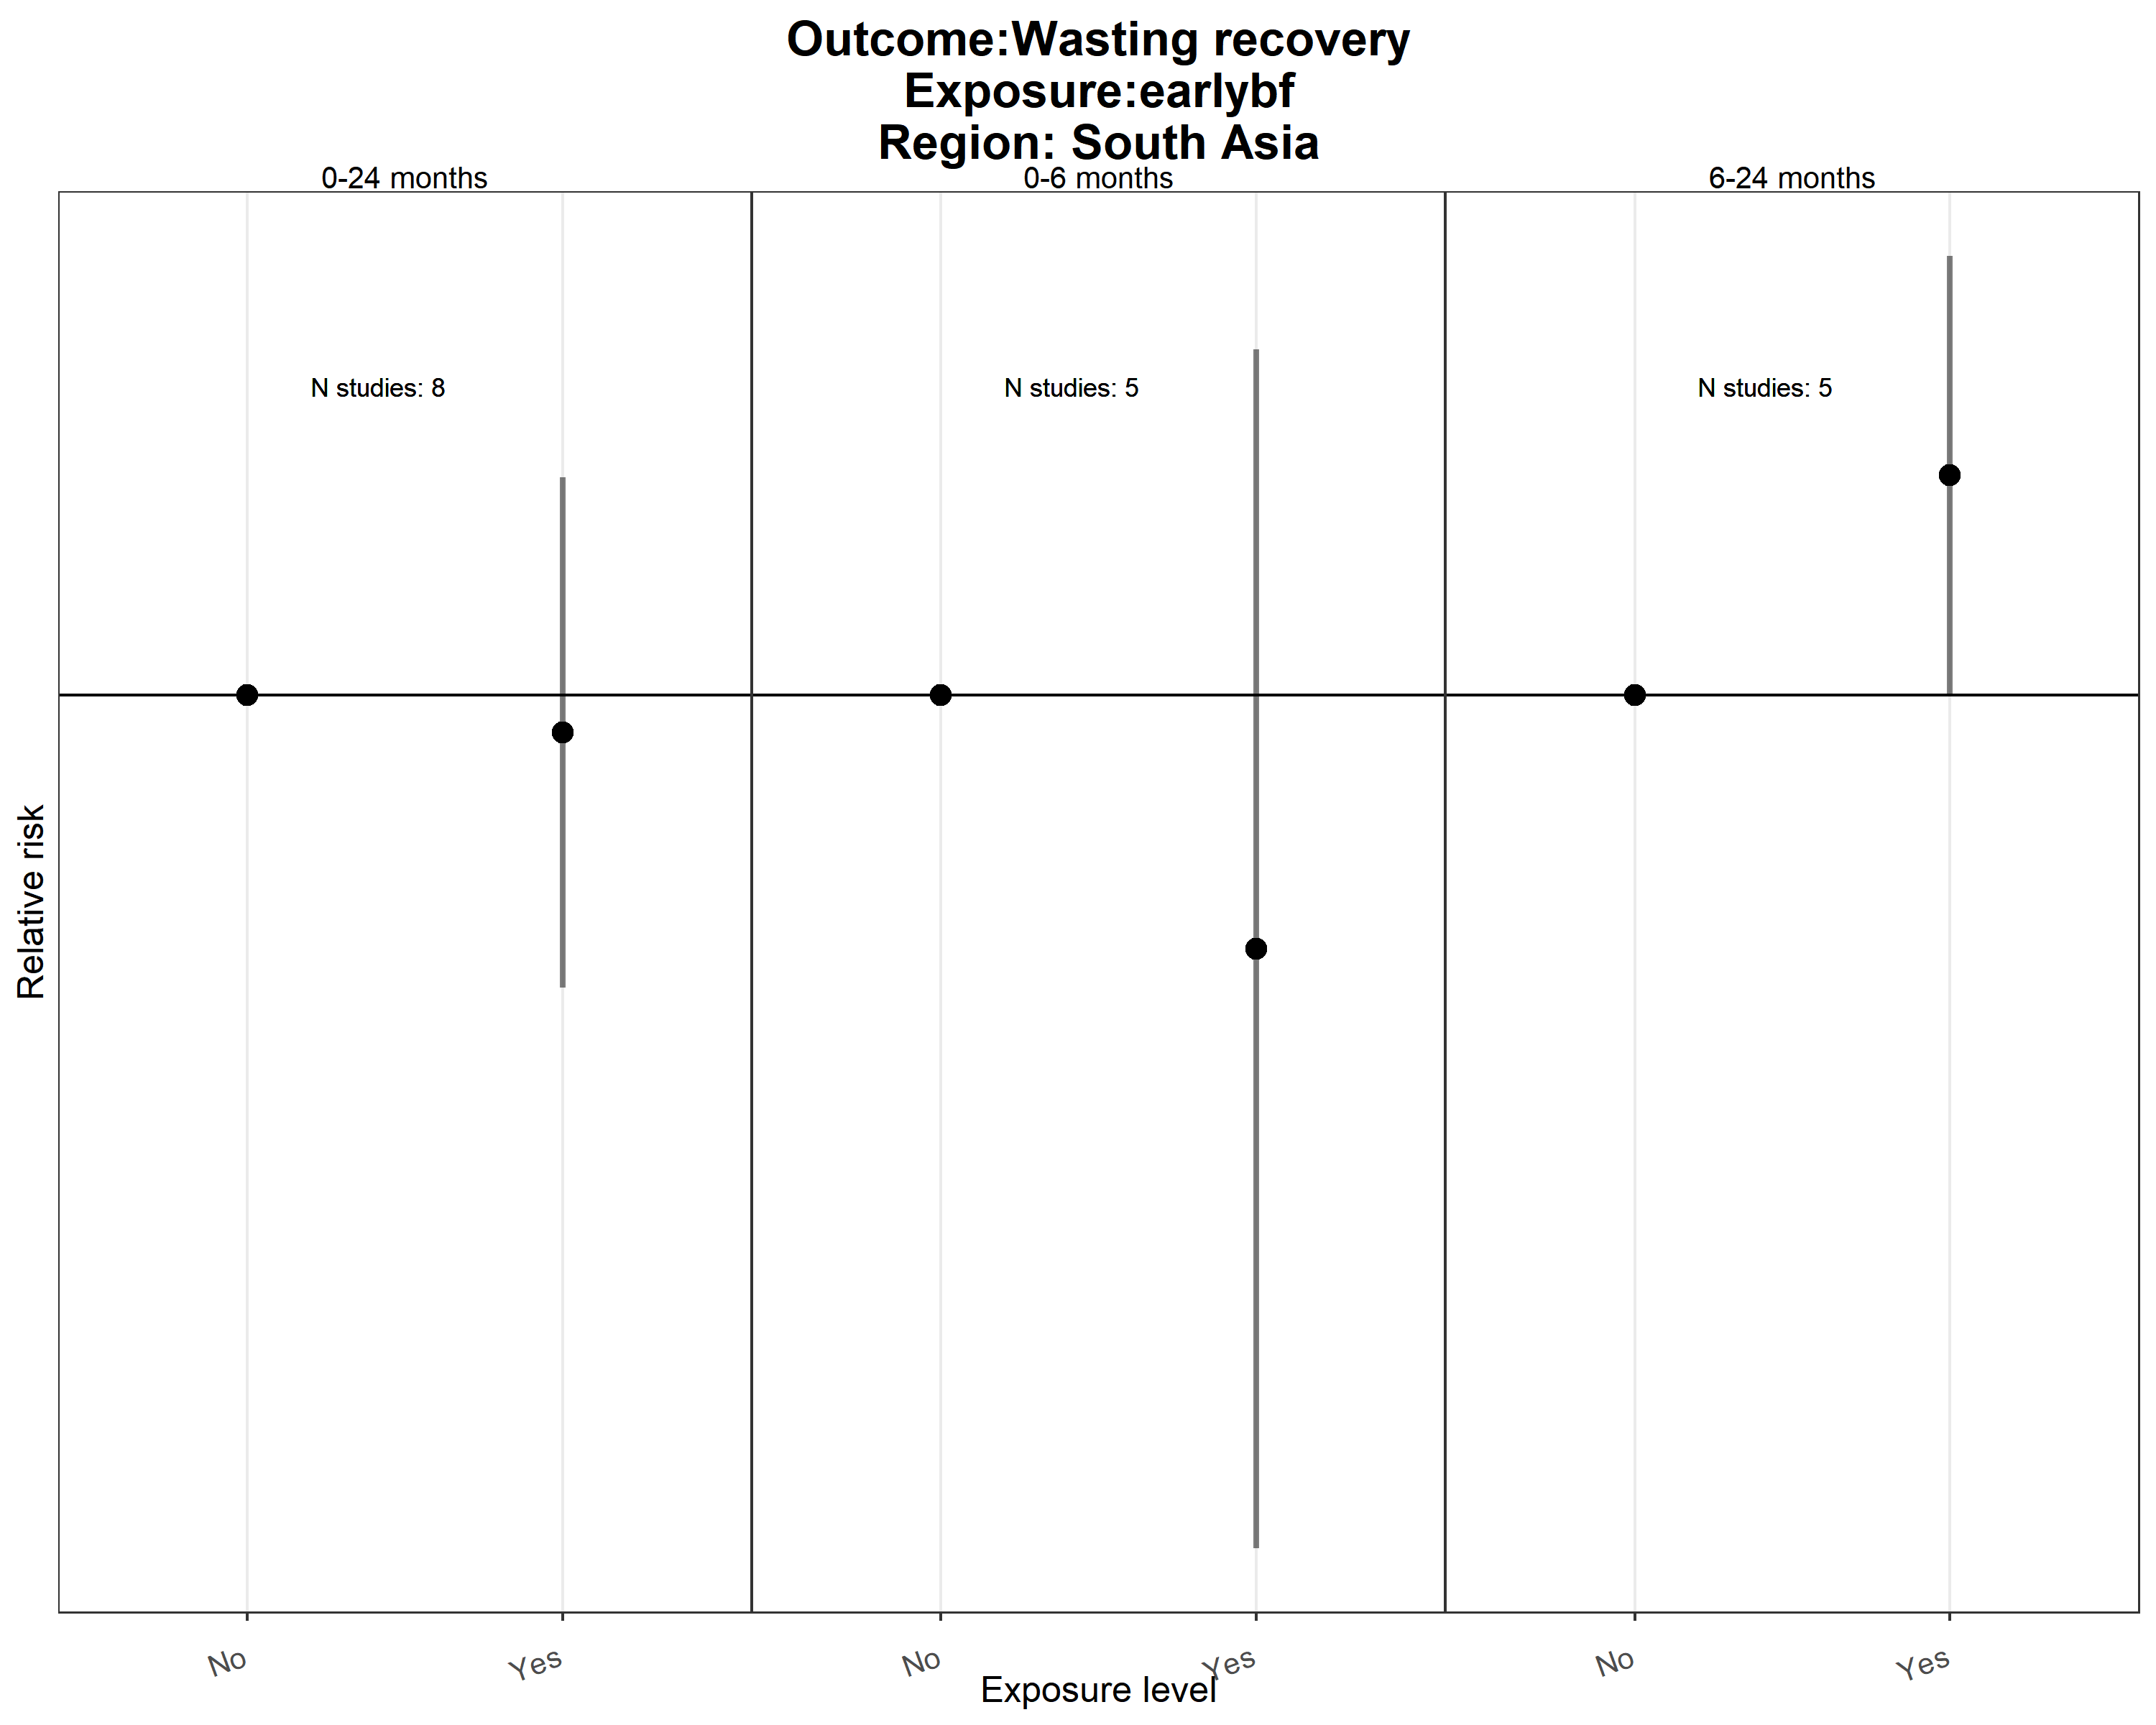 Outcome:Wasting recovery
Exposure:earlybf
Region: South Asia
0-24 months
0-6 months
6-24 months
N studies: 8
N studies: 5
N studies: 5
Relative risk
No
Yes
No
Yes
No
Yes
Exposure level